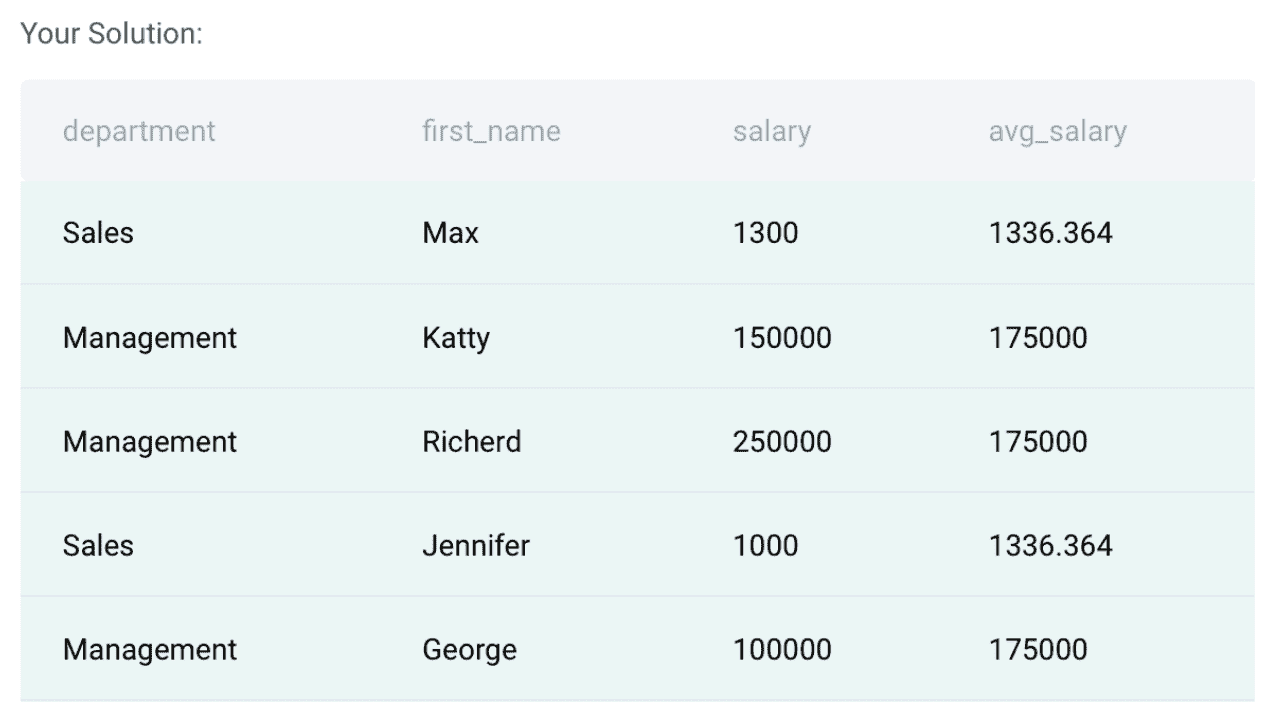 Your Solution:
department first_name salary avg_salary
Sales Max 1300 1336.364
Management Katty 150000 175000
Management Richerd 250000 175000
Sales Jennifer 1000 1336.364
Management George 100000 175000